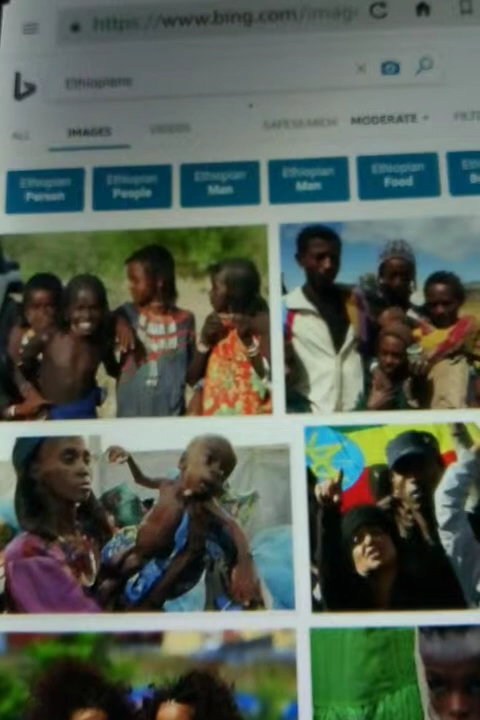 https://www.bing.com/imag
Ethiopians
ALL IMAGES VIDEOS SAFESEARCH MODERATE FILTE
Ethiopian Person
Ethiopian People
Ethiopian Man
Ethiopian Men
Ethiopian Food